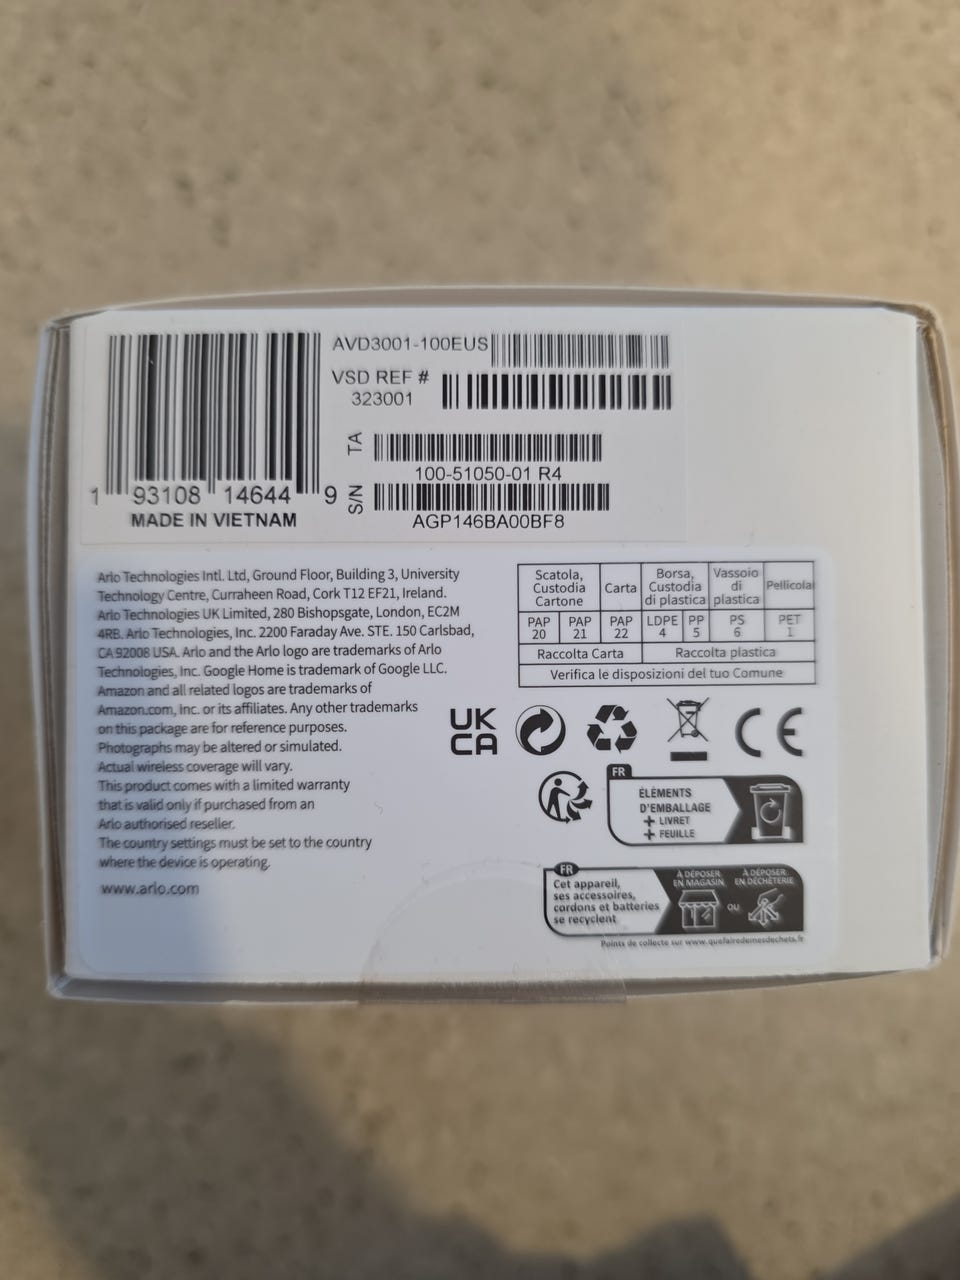 AVD3001-100EUS
VSD REF #
323001
TA
100-51050-01 R4
S/N
AGP146BA00BF8
1 93108 14644 9
MADE IN VIETNAM
Arlo Technologies Intl. Ltd, Ground Floor, Building 3, University
Technology Centre, Curraheen Road, Cork T12 EF21, Ireland.
Arlo Technologies UK Limited, 280 Bishopsgate, London, EC2M
4RB. Arlo Technologies, Inc. 2200 Faraday Ave. STE. 150 Carlsbad,
CA 92008 USA. Arlo and the Arlo logo are trademarks of Arlo
Technologies, Inc. Google Home is trademark of Google LLC.
Amazon and all related logos are trademarks of
Amazon.com, Inc. or its affiliates. Any other trademarks
on this package are for reference purposes.
Photographs may be altered or simulated.
Actual wireless coverage will vary.
This product comes with a limited warranty
that is valid only if purchased from an
Arlo authorised reseller.
The country settings must be set to the country
where the device is operating.
www.arlo.com
Scatola,
Custodia
Cartone
Carta
Borsa,
Custodia
di plastica
Vassoio
di
plastica
Pellicola
PAP
20
PAP
21
PAP
22
LDPE
4
PP
5
PS
6
PET
1
Raccolta Carta
Raccolta plastica
Verifica le disposizioni del tuo Comune
UK
CA
CE
FR
ÉLÉMENTS
D'EMBALLAGE
+ LIVRET
+ FEUILLE
FR
Cet appareil,
ses accessoires,
cordons et batteries
se recyclent
À DÉPOSER
EN MAGASIN
OU
À DÉPOSER
EN DÉCHÈTERIE
Points de collecte sur www.quefairedemesdechets.fr